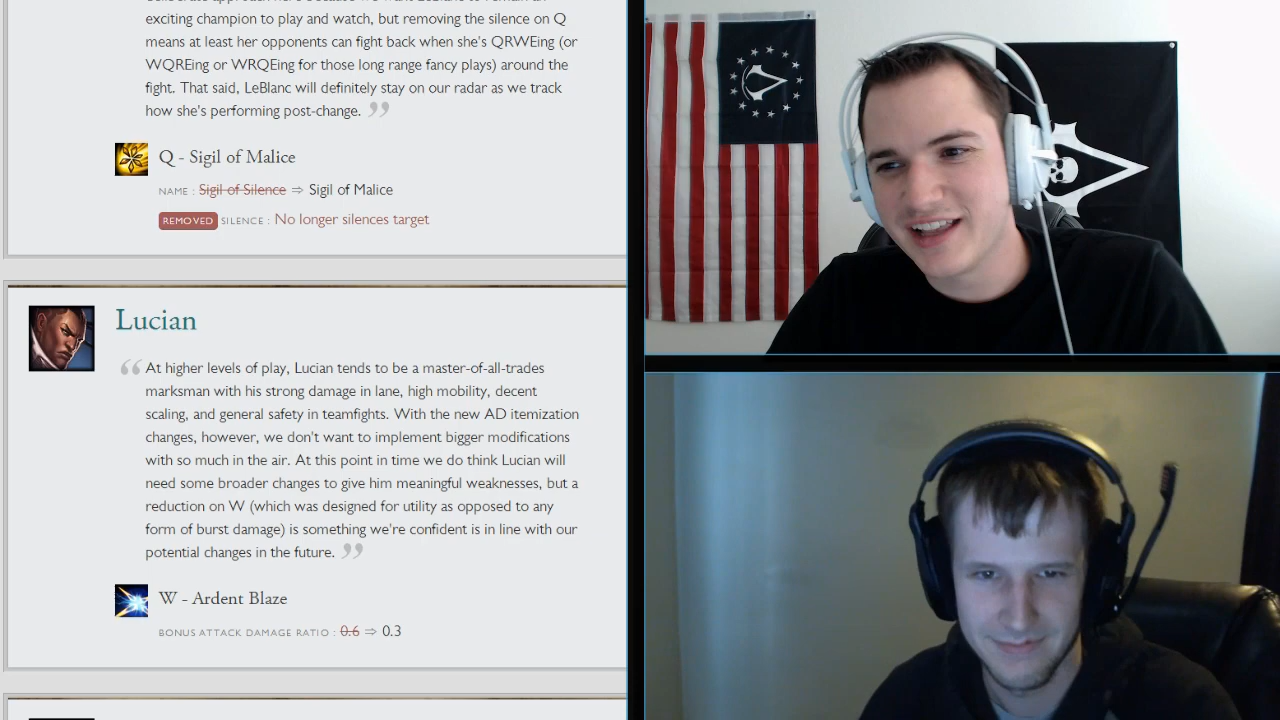 exciting champion to play and watch, but removing the silence on Q
means at least her opponents can fight back when she's QRWEing (or
WQREing or WRQEing for those long range fancy plays) around the
fight. That said, LeBlanc will definitely stay on our radar as we track
how she's performing post-change. ”
Q - Sigil of Malice
NAME : Sigil of Silence ⇒ Sigil of Malice
REMOVED SILENCE : No longer silences target
Lucian
“ At higher levels of play, Lucian tends to be a master-of-all-trades
marksman with his strong damage in lane, high mobility, decent
scaling, and general safety in teamfights. With the new AD itemization
changes, however, we don't want to implement bigger modifications
with so much in the air. At this point in time we do think Lucian will
need some broader changes to give him meaningful weaknesses, but a
reduction on W (which was designed for utility as opposed to any
form of burst damage) is something we're confident is in line with our
potential changes in the future. ”
W - Ardent Blaze
BONUS ATTACK DAMAGE RATIO : 0.6 ⇒ 0.3